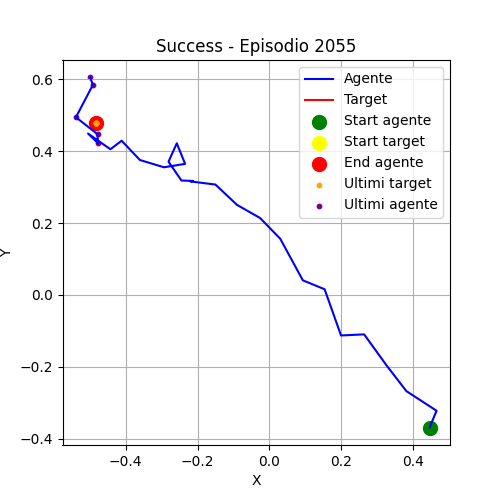 Success - Episodio 2055
Agente
Target
Start agente
Start target
End agente
Ultimi target
Ultimi agente
0.6
0.4
0.2
0.0
−0.2
−0.4
Y
−0.4
−0.2
0.0
0.2
0.4
X